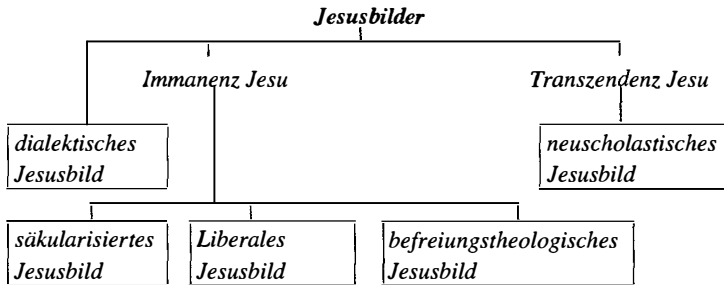 Jesusbilder
Immanenz Jesu
Transzendenz Jesu
dialektisches
Jesusbild
neuscholastisches
Jesusbild
säkularisiertes
Jesusbild
Liberales
Jesusbild
befreiungstheologisches
Jesusbild